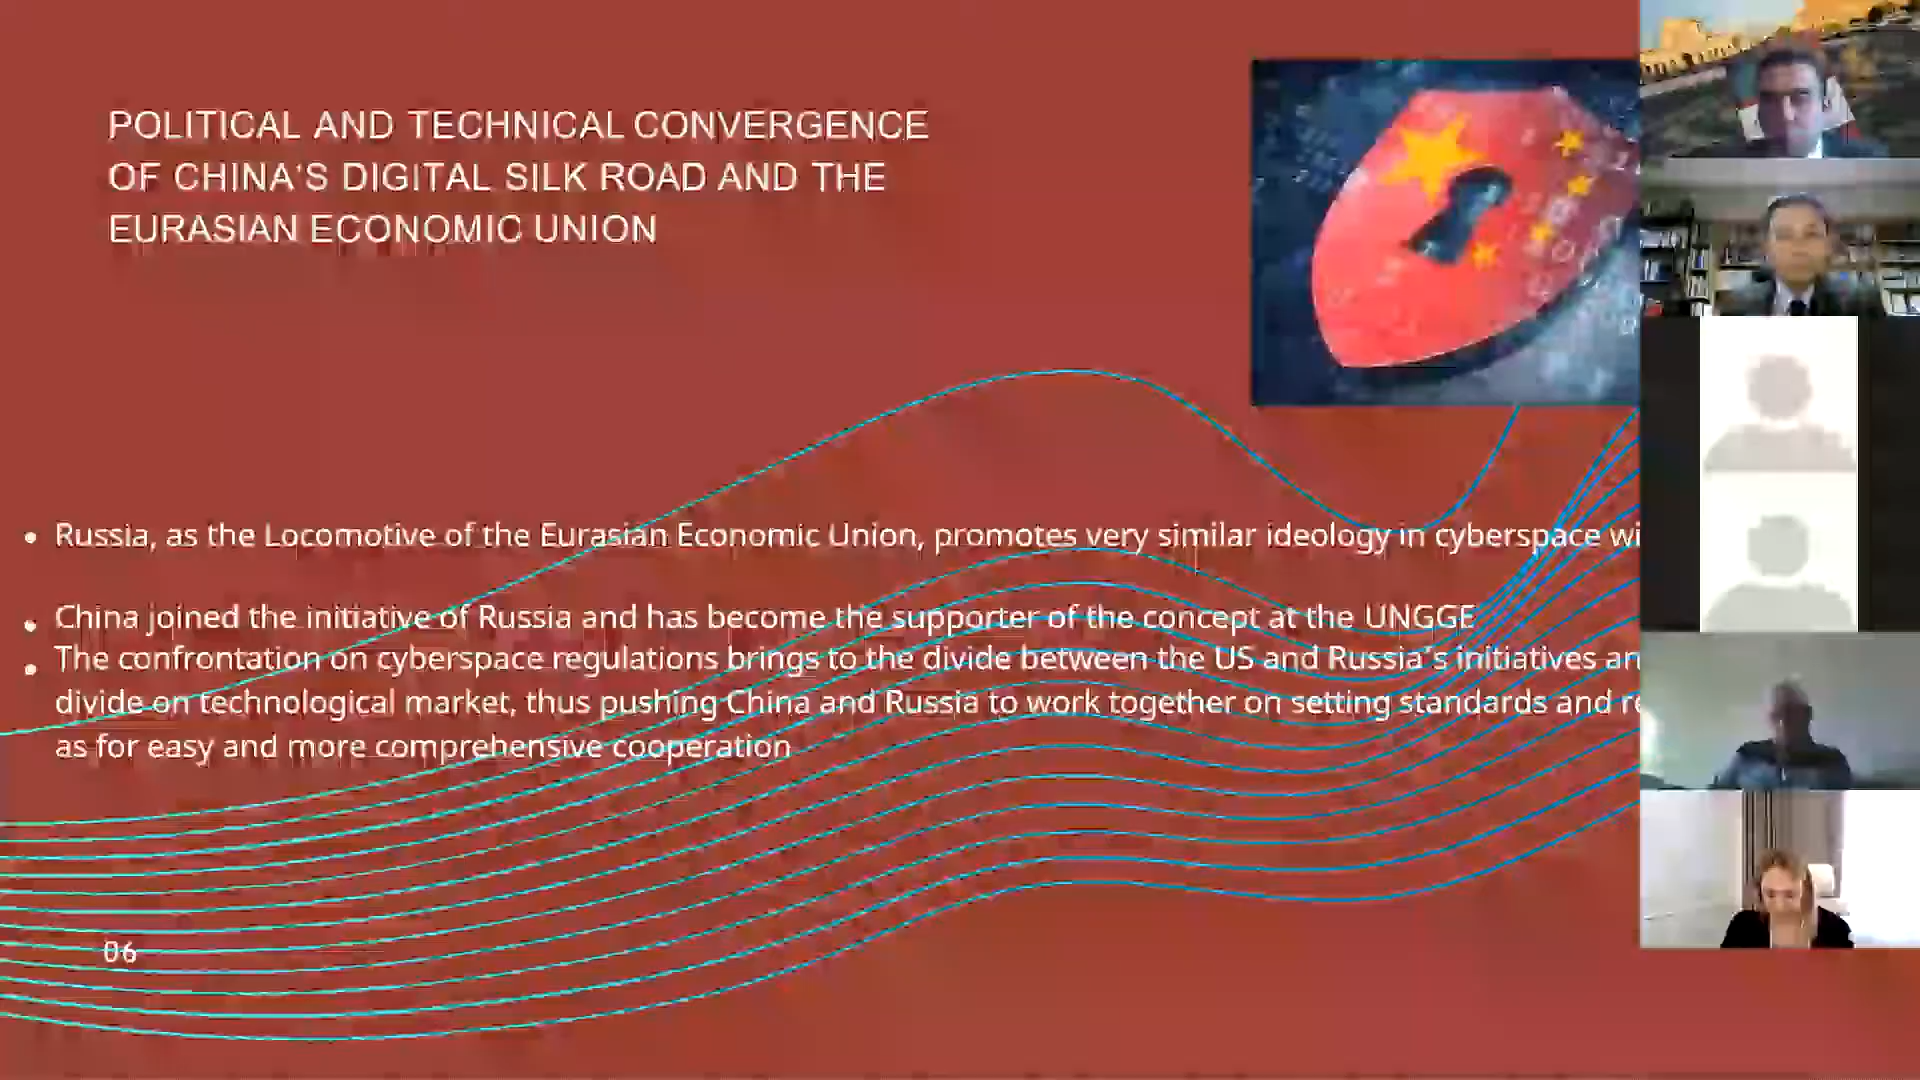 POLITICAL AND TECHNICAL CONVERGENCE
OF CHINA'S DIGITAL SILK ROAD AND THE
EURASIAN ECONOMIC UNION
• Russia, as the Locomotive of the Eurasian Economic Union, promotes very similar ideology in cyberspace
• China joined the initiative of Russia and has become the supporter of the concept at the UNGGE
• The confrontation on cyberspace regulations brings to the divide between the US and Russia's initiatives
divide on technological market, thus pushing China and Russia to work together on setting standards and
as for easy and more comprehensive cooperation
06